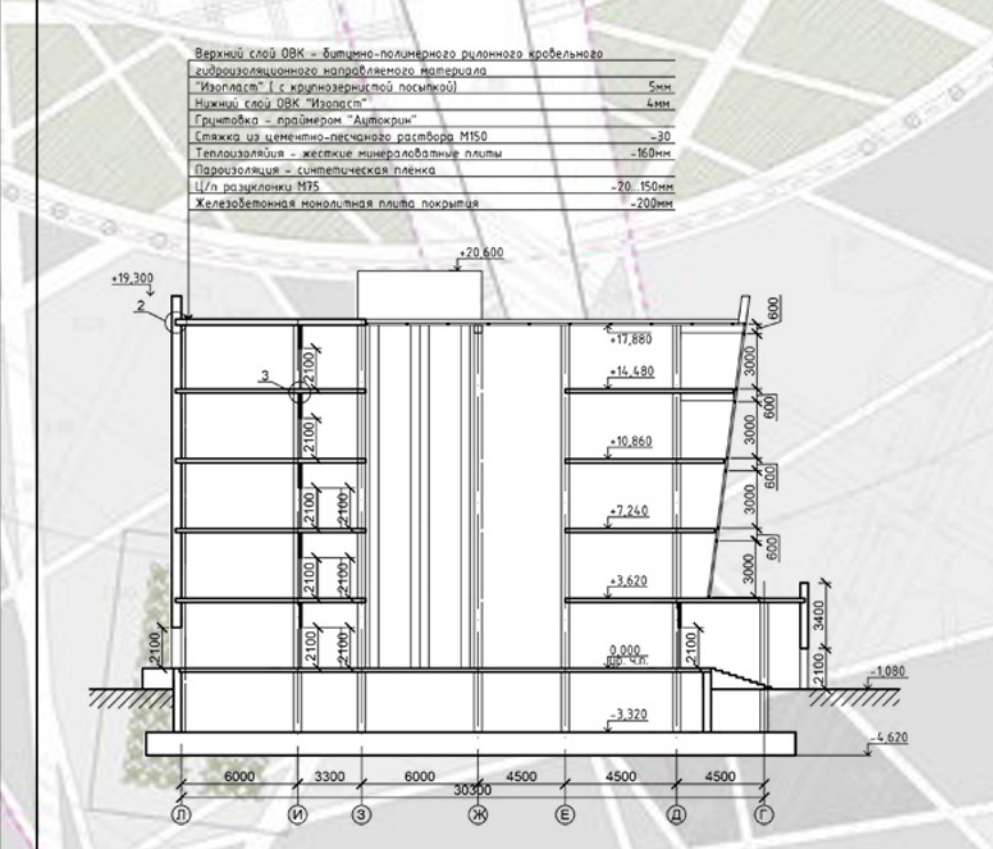 Верхний слой ОВК - битумно-полимерного рулонного кровельного
гидроизоляционного направляемого материала
"Изопласт" ( с крупнозернистой посыпкой) 5мм
Нижний слой ОВК "Изопаст" 4мм
Грунтовка - праймером "Аутокрин"
Стяжка из цементно-песчаного раствора М150 -30
Теплоизоляйия - жесткие минераловатные плиты -160мм
Пароизоляция - синтетическая плёнка
Ц/п разуклонки М75 -20...150мм
Железобетонная монолитная плита покрытия -200мм
+20,600
+19,300
2
600
+17,880
2100
3000
3
+14,480
600
2100
+10,860
3000
600
2100
2100
+7,240
3000
600
2100
2100
+3,620
3000
3400
2100
2100
2100
0,000
ур. ч.п.
2100
2100
-1,080
-3,320
-4,620
6000
3300
6000
4500
4500
4500
30300
Л
И
З
Ж
Е
Д
Г